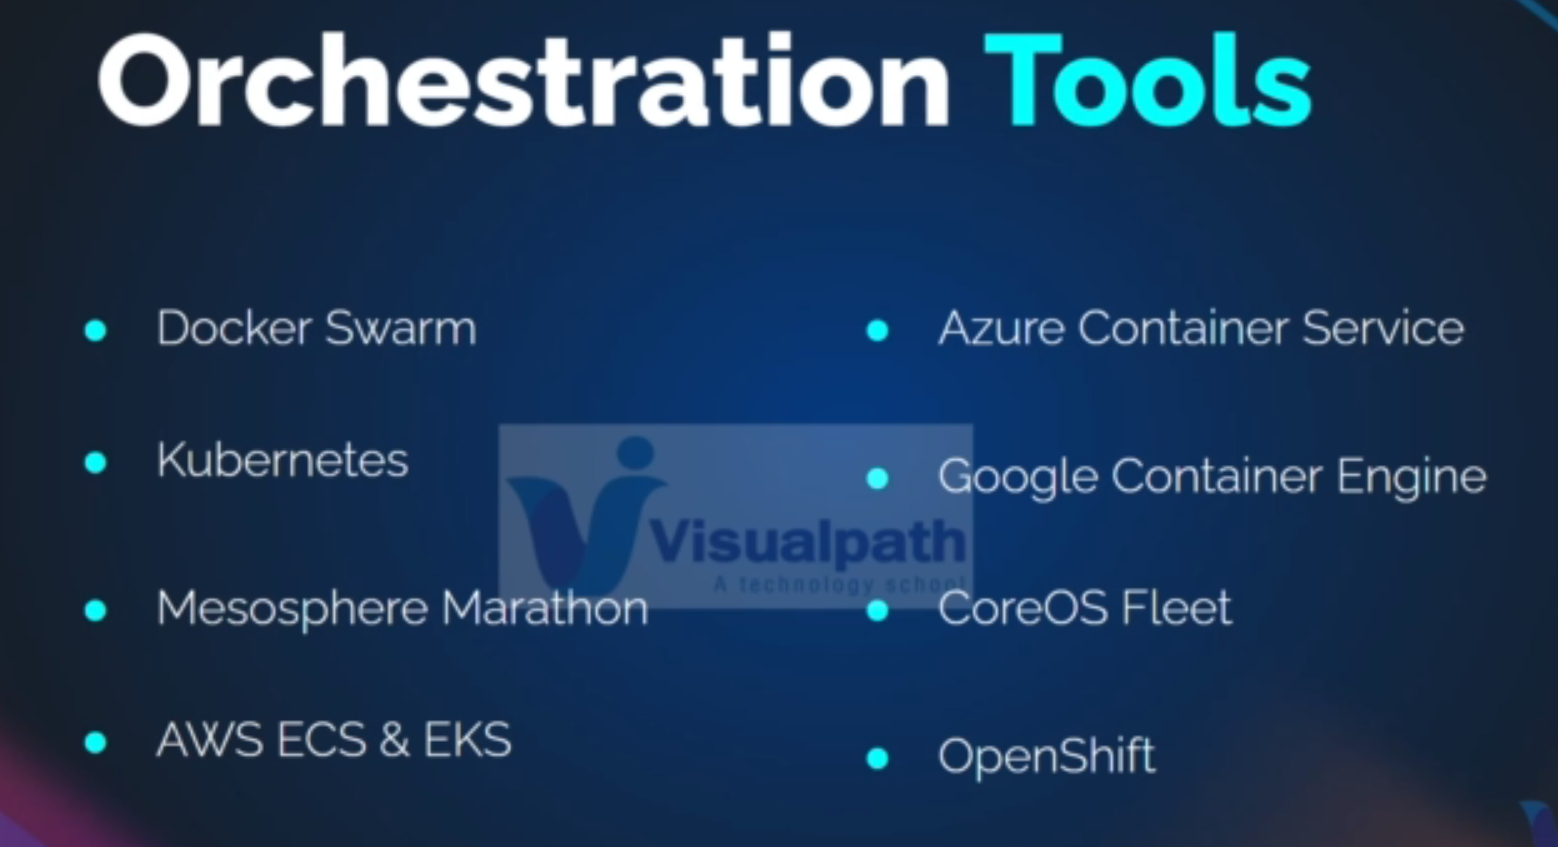 Orchestration Tools
Docker Swarm
Kubernetes
Mesosphere Marathon
AWS ECS & EKS
Azure Container Service
Google Container Engine
CoreOS Fleet
OpenShift
Visualpath
A technology school